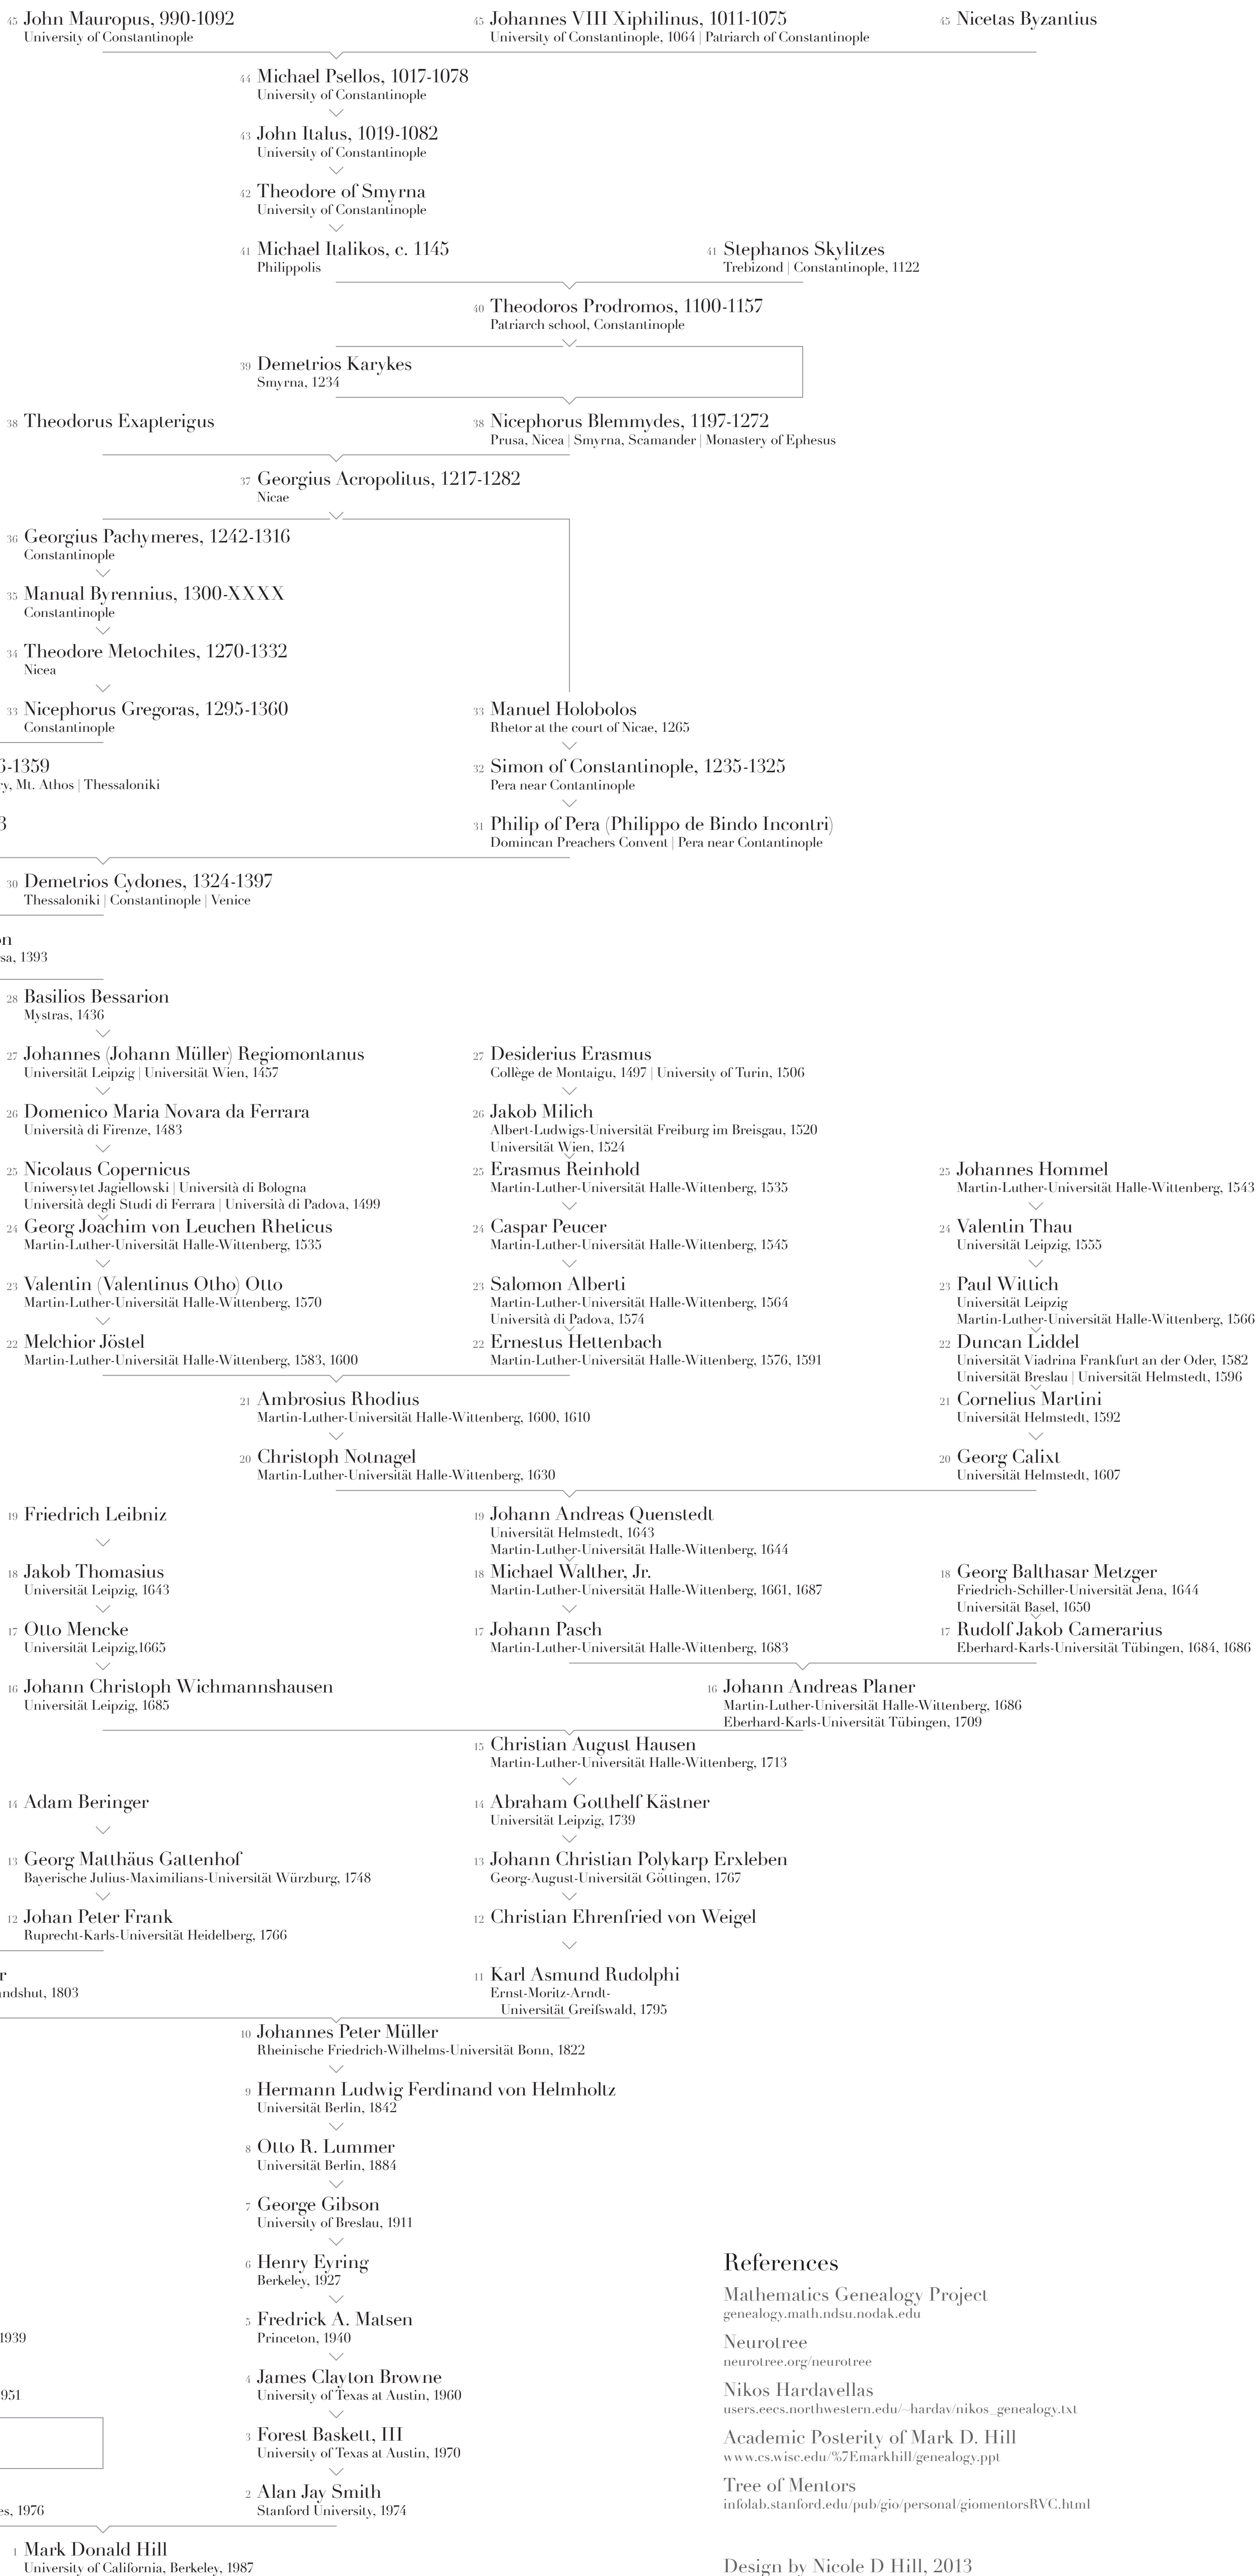 45 John Mauropus, 990-1092
University of Constantinople
45 Johannes VIII Xiphilinus, 1011-1075
University of Constantinople, 1064 | Patriarch of Constantinople
45 Nicetas Byzantius
44 Michael Psellos, 1017-1078
University of Constantinople
43 John Italus, 1019-1082
University of Constantinople
42 Theodore of Smyrna
University of Constantinople
41 Michael Italikos, c. 1145
Philippolis
41 Stephanos Skylitzes
Trebizond | Constantinople, 1122
40 Theodoros Prodromos, 1100-1157
Patriarch school, Constantinople
39 Demetrios Karykes
Smyrna, 1234
38 Theodorus Exapterigus
38 Nicephorus Blemmydes, 1197-1272
Prusa, Nicea | Smyrna, Scamander | Monastery of Ephesus
37 Georgius Acropolitus, 1217-1282
Nicae
36 Georgius Pachymeres, 1242-1316
Constantinople
35 Manual Byrennius, 1300-XXXX
Constantinople
34 Theodore Metochites, 1270-1332
Nicea
33 Nicephorus Gregoras, 1295-1360
Constantinople
33 Manuel Holobolos
Rhetor at the court of Nicae, 1265
6-1359
ry, Mt. Athos | Thessaloniki
32 Simon of Constantinople, 1235-1325
Pera near Contantinople
3
31 Philip of Pera (Philippo de Bindo Incontri)
Domincan Preachers Convent | Pera near Contantinople
30 Demetrios Cydones, 1324-1397
Thessaloniki | Constantinople | Venice
on
sa, 1393
28 Basilios Bessarion
Mystras, 1436
27 Johannes (Johann Müller) Regiomontanus
Universität Leipzig | Universität Wien, 1457
27 Desiderius Erasmus
Collège de Montaigu, 1497 | University of Turin, 1506
26 Domenico Maria Novara da Ferrara
Università di Firenze, 1483
26 Jakob Milich
Albert-Ludwigs-Universität Freiburg im Breisgau, 1520
Universität Wien, 1524
25 Nicolaus Copernicus
Uniwersytet Jagiellowski | Università di Bologna
Università degli Studi di Ferrara | Università di Padova, 1499
25 Erasmus Reinhold
Martin-Luther-Universität Halle-Wittenberg, 1535
25 Johannes Hommel
Martin-Luther-Universität Halle-Wittenberg, 1543
24 Georg Joachim von Leuchen Rheticus
Martin-Luther-Universität Halle-Wittenberg, 1535
24 Caspar Peucer
Martin-Luther-Universität Halle-Wittenberg, 1545
24 Valentin Thau
Universität Leipzig, 1555
23 Valentin (Valentinus Otho) Otto
Martin-Luther-Universität Halle-Wittenberg, 1570
23 Salomon Alberti
Martin-Luther-Universität Halle-Wittenberg, 1564
Università di Padova, 1574
23 Paul Wittich
Universität Leipzig
Martin-Luther-Universität Halle-Wittenberg, 1566
22 Melchior Jöstel
Martin-Luther-Universität Halle-Wittenberg, 1583, 1600
22 Ernestus Hettenbach
Martin-Luther-Universität Halle-Wittenberg, 1576, 1591
22 Duncan Liddel
Universität Viadrina Frankfurt an der Oder, 1582
Universität Breslau | Universität Helmstedt, 1596
21 Ambrosius Rhodius
Martin-Luther-Universität Halle-Wittenberg, 1600, 1610
21 Cornelius Martini
Universität Helmstedt, 1592
20 Christoph Notnagel
Martin-Luther-Universität Halle-Wittenberg, 1630
20 Georg Calixt
Universität Helmstedt, 1607
19 Friedrich Leibniz
19 Johann Andreas Quenstedt
Universität Helmstedt, 1643
Martin-Luther-Universität Halle-Wittenberg, 1644
18 Jakob Thomasius
Universität Leipzig, 1643
18 Michael Walther, Jr.
Martin-Luther-Universität Halle-Wittenberg, 1661, 1687
18 Georg Balthasar Metzger
Friedrich-Schiller-Universität Jena, 1644
Universität Basel, 1650
17 Otto Mencke
Universität Leipzig,1665
17 Johann Pasch
Martin-Luther-Universität Halle-Wittenberg, 1683
17 Rudolf Jakob Camerarius
Eberhard-Karls-Universität Tübingen, 1684, 1686
16 Johann Christoph Wichmannshausen
Universität Leipzig, 1685
16 Johann Andreas Planer
Martin-Luther-Universität Halle-Wittenberg, 1686
Eberhard-Karls-Universität Tübingen, 1709
15 Christian August Hausen
Martin-Luther-Universität Halle-Wittenberg, 1713
14 Adam Beringer
14 Abraham Gotthelf Kästner
Universität Leipzig, 1739
13 Georg Matthäus Gattenhof
Bayerische Julius-Maximilians-Universität Würzburg, 1748
13 Johann Christian Polykarp Erxleben
Georg-August-Universität Göttingen, 1767
12 Johan Peter Frank
Ruprecht-Karls-Universität Heidelberg, 1766
12 Christian Ehrenfried von Weigel
r
andshut, 1803
11 Karl Asmund Rudolphi
Ernst-Moritz-Arndt-
Universität Greifswald, 1795
10 Johannes Peter Müller
Rheinische Friedrich-Wilhelms-Universität Bonn, 1822
9 Hermann Ludwig Ferdinand von Helmholtz
Universität Berlin, 1842
8 Otto R. Lummer
Universität Berlin, 1884
7 George Gibson
University of Breslau, 1911
6 Henry Eyring
Berkeley, 1927
5 Fredrick A. Matsen
Princeton, 1940
1939
4 James Clayton Browne
University of Texas at Austin, 1960
951
3 Forest Baskett, III
University of Texas at Austin, 1970
2 Alan Jay Smith
Stanford University, 1974
es, 1976
1 Mark Donald Hill
University of California, Berkeley, 1987
References
Mathematics Genealogy Project
genealogy.math.ndsu.nodak.edu
Neurotree
neurotree.org/neurotree
Nikos Hardavellas
users.eecs.northwestern.edu/~hardav/nikos_genealogy.txt
Academic Posterity of Mark D. Hill
www.cs.wisc.edu/%7Emarkhill/genealogy.ppt
Tree of Mentors
infolab.stanford.edu/pub/gio/personal/giomentorsRVC.html
Design by Nicole D Hill, 2013